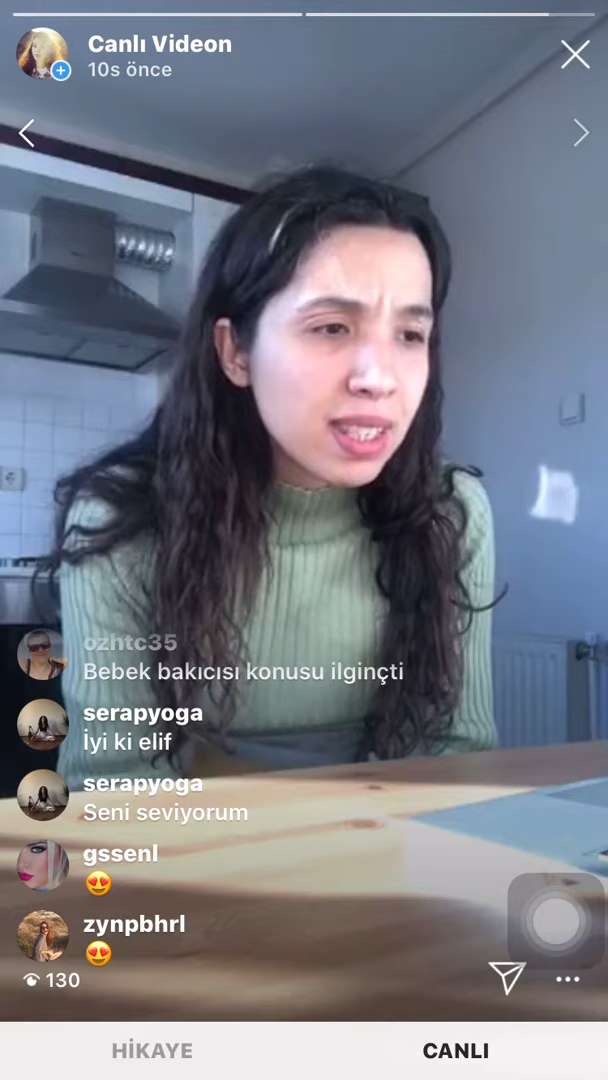 Canlı Videon
10s önce
ozhtc35
Bebek bakıcısı konusu ilginçti
serapyoga
İyi ki elif
serapyoga
Seni seviyorum
gssenl
😍
zynpbhrl
😍
130
HİKAYE
CANLI